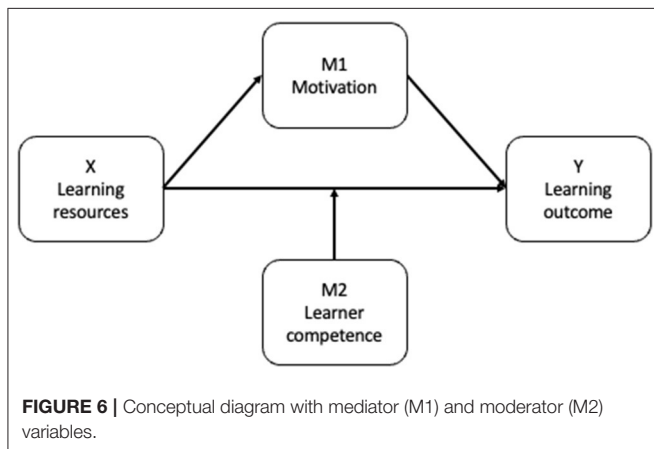 M1
Motivation
X
Learning
resources
Y
Learning
outcome
M2
Learner
competence
FIGURE 6 | Conceptual diagram with mediator (M1) and moderator (M2)
variables.